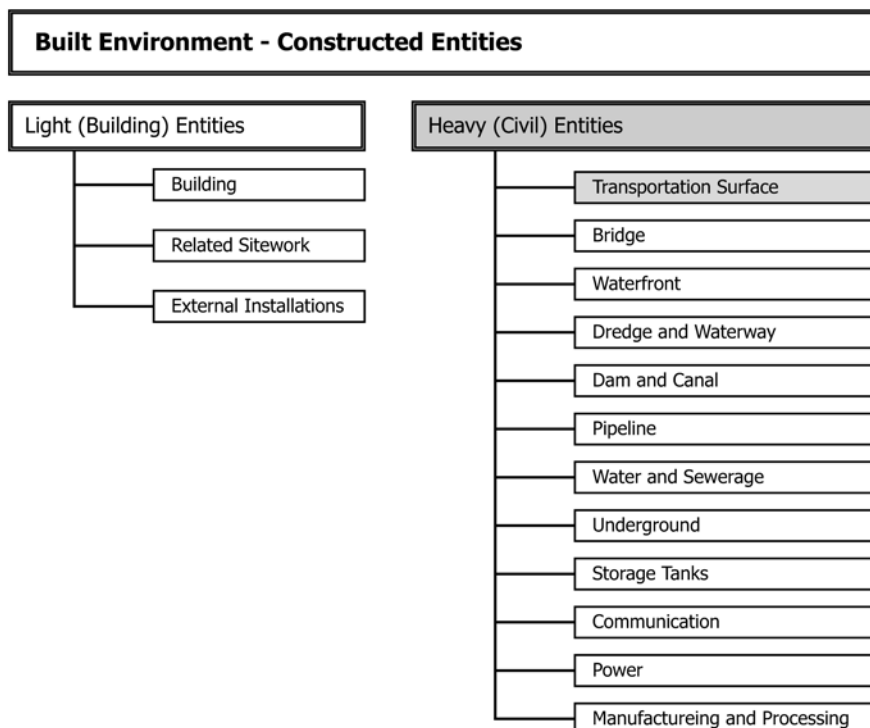 Built Environment - Constructed Entities
Light (Building) Entities
Building
Related Sitework
External Installations
Heavy (Civil) Entities
Transportation Surface
Bridge
Waterfront
Dredge and Waterway
Dam and Canal
Pipeline
Water and Sewerage
Underground
Storage Tanks
Communication
Power
Manufactureing and Processing